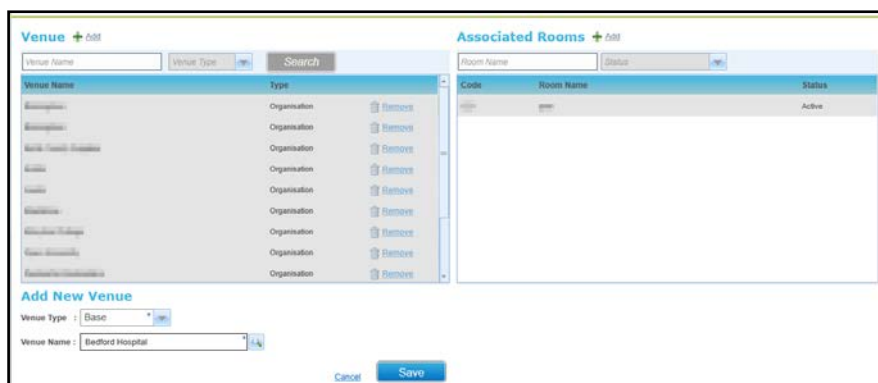 Venue + Add
Associated Rooms + Add
Venue Name Venue Type Search
Room Name Status
Venue Name Type
Code Room Name Status
Organisation Remove
Active
Organisation Remove
Organisation Remove
Organisation Remove
Organisation Remove
Organisation Remove
Organisation Remove
Organisation Remove
Organisation Remove
Add New Venue
Venue Type : Base *
Venue Name : Bedford Hospital *
Cancel Save